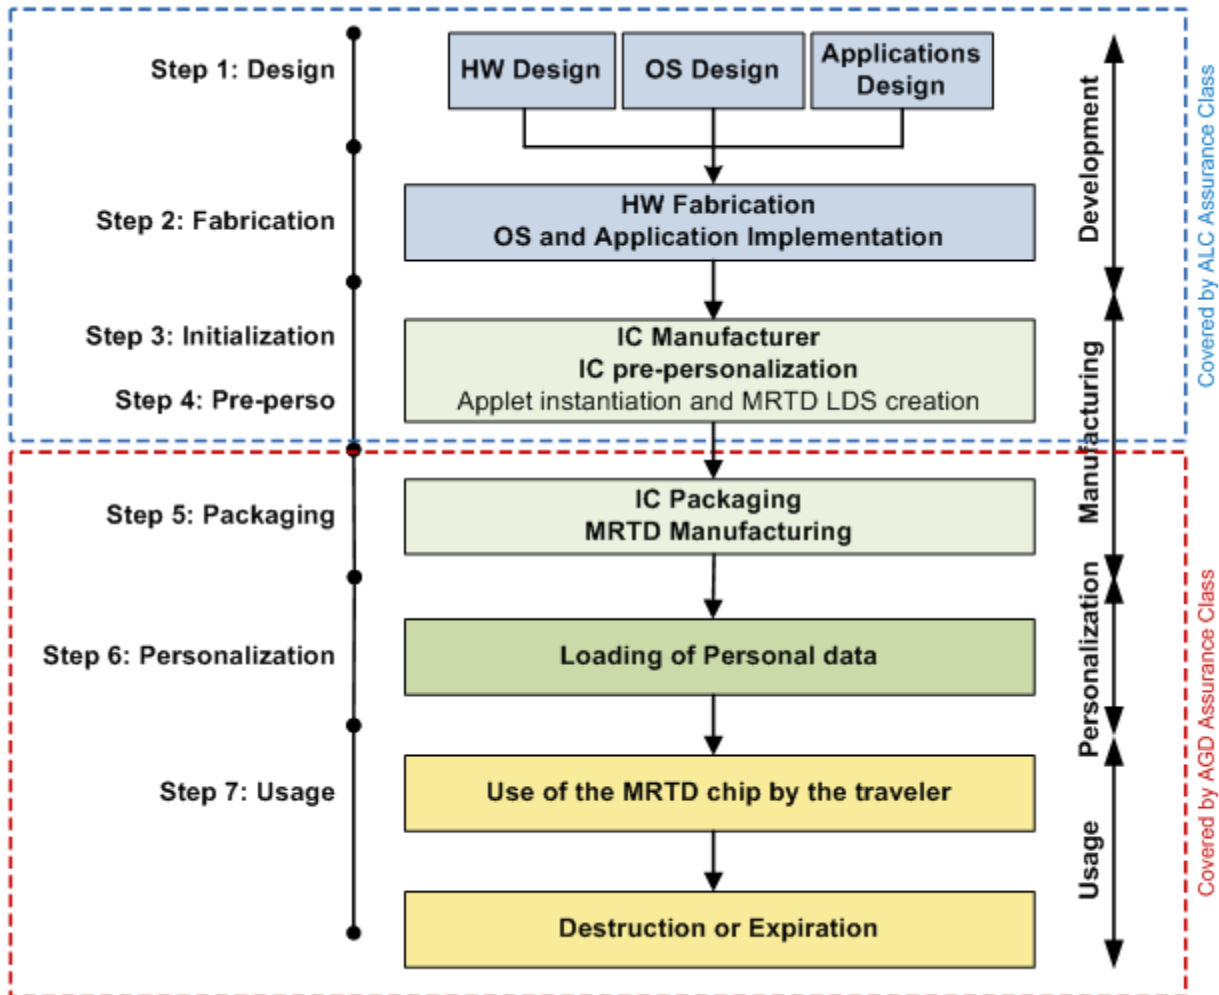 Step 1: Design
HW Design
OS Design
Applications
Design
Step 2: Fabrication
HW Fabrication
OS and Application Implementation
Development
Covered by ALC Assurance Class
Step 3: Initialization
Step 4: Pre-perso
IC Manufacturer
IC pre-personalization
Applet instantiation and MRTD LDS creation
Manufacturing
Step 5: Packaging
IC Packaging
MRTD Manufacturing
Step 6: Personalization
Loading of Personal data
Personalization
Covered by AGD Assurance Class
Step 7: Usage
Use of the MRTD chip by the traveler
Usage
Destruction or Expiration